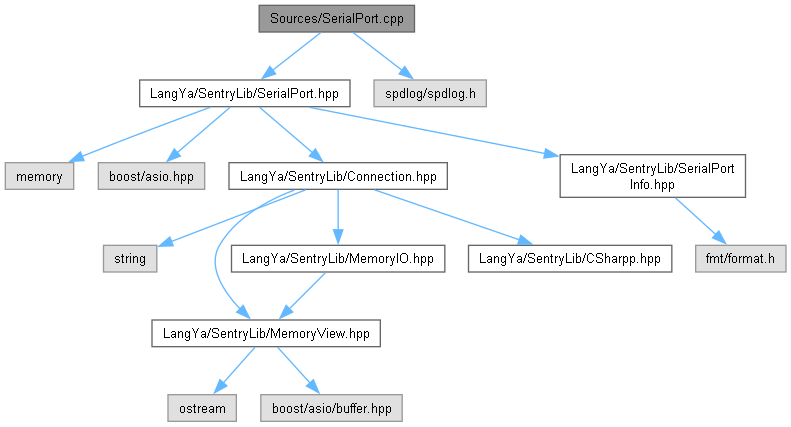 Sources/SerialPort.cpp
LangYa/SentryLib/SerialPort.hpp
spdlog/spdlog.h
memory
boost/asio.hpp
LangYa/SentryLib/Connection.hpp
LangYa/SentryLib/SerialPort
Info.hpp
string
LangYa/SentryLib/MemoryIO.hpp
LangYa/SentryLib/CSharpp.hpp
fmt/format.h
LangYa/SentryLib/MemoryView.hpp
ostream
boost/asio/buffer.hpp